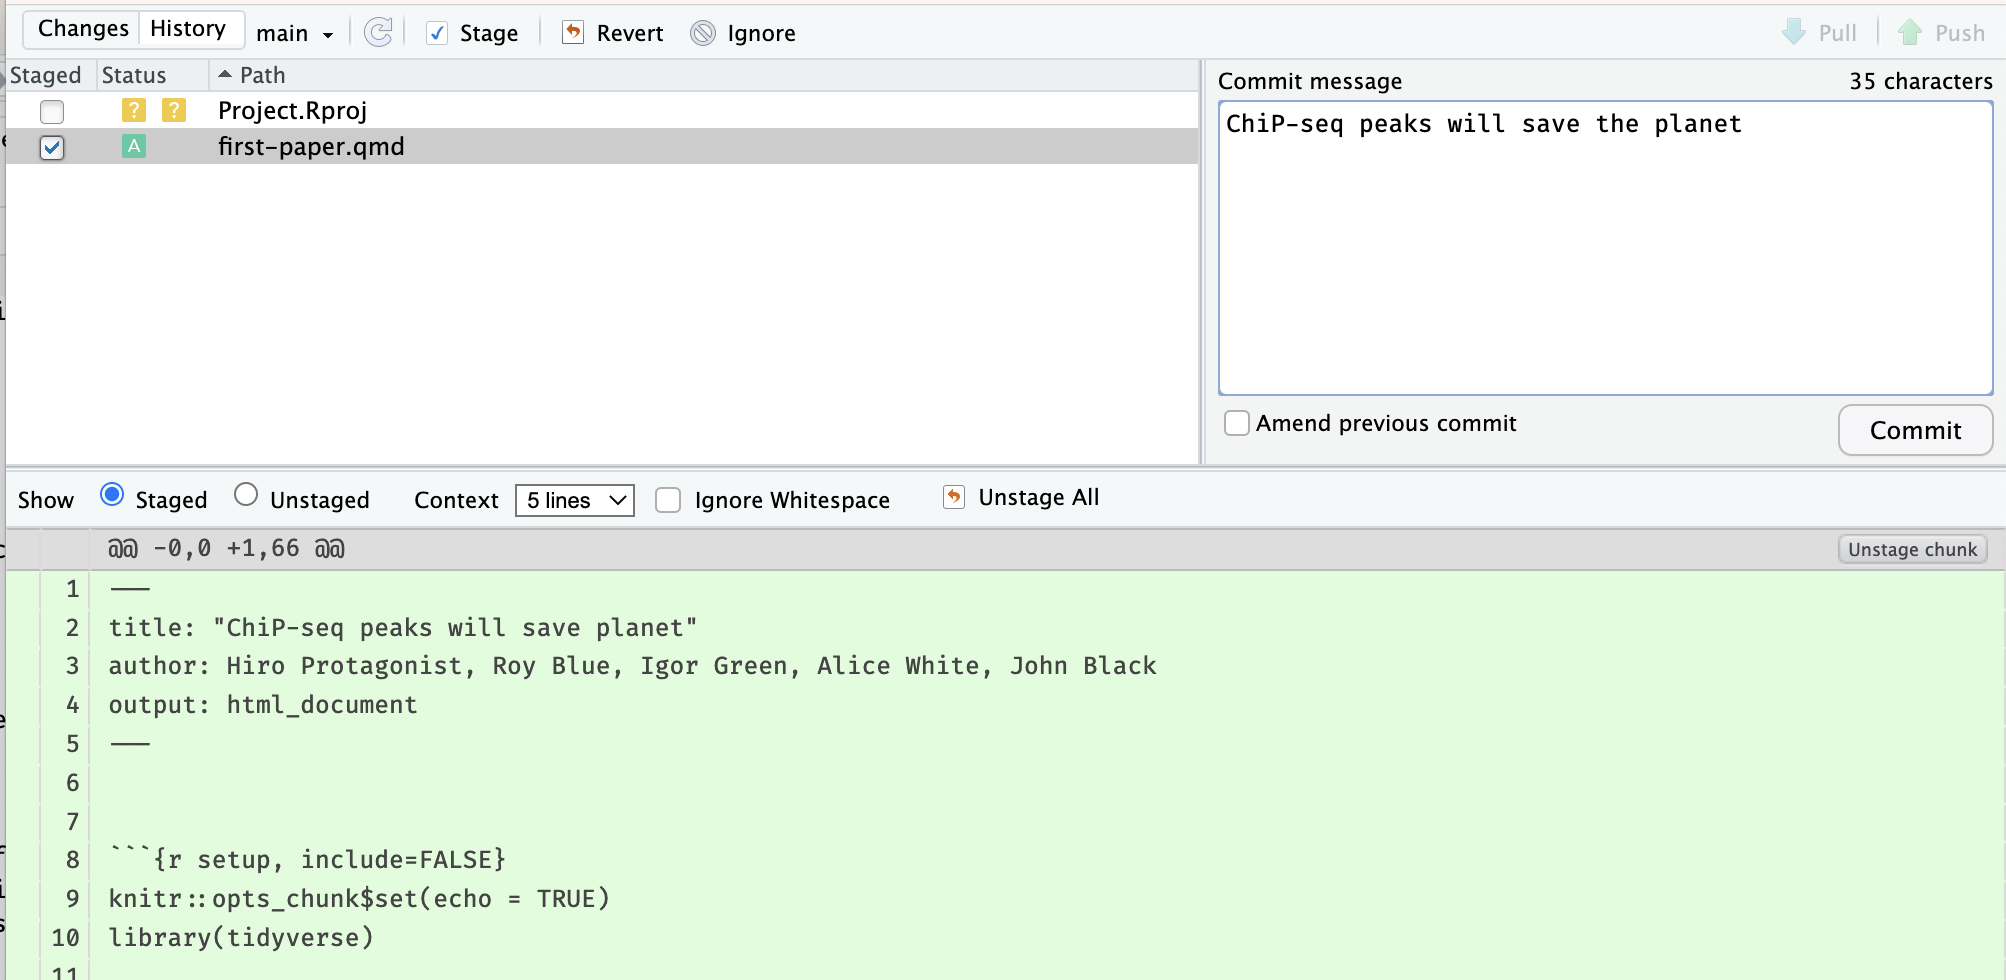 Changes History main Stage Revert Ignore Pull Push
Staged Status Path
? ? Project.Rproj
A first-paper.qmd
Commit message 35 characters
ChiP-seq peaks will save the planet
Amend previous commit
Commit
Show Staged Unstaged Context 5 lines Ignore Whitespace Unstage All
@@ -0,0 +1,66 @@ Unstage chunk
1 ---
2 title: "ChiP-seq peaks will save planet"
3 author: Hiro Protagonist, Roy Blue, Igor Green, Alice White, John Black
4 output: html_document
5 ---
6
7
8 ```{r setup, include=FALSE}
9 knitr::opts_chunk$set(echo = TRUE)
10 library(tidyverse)
11